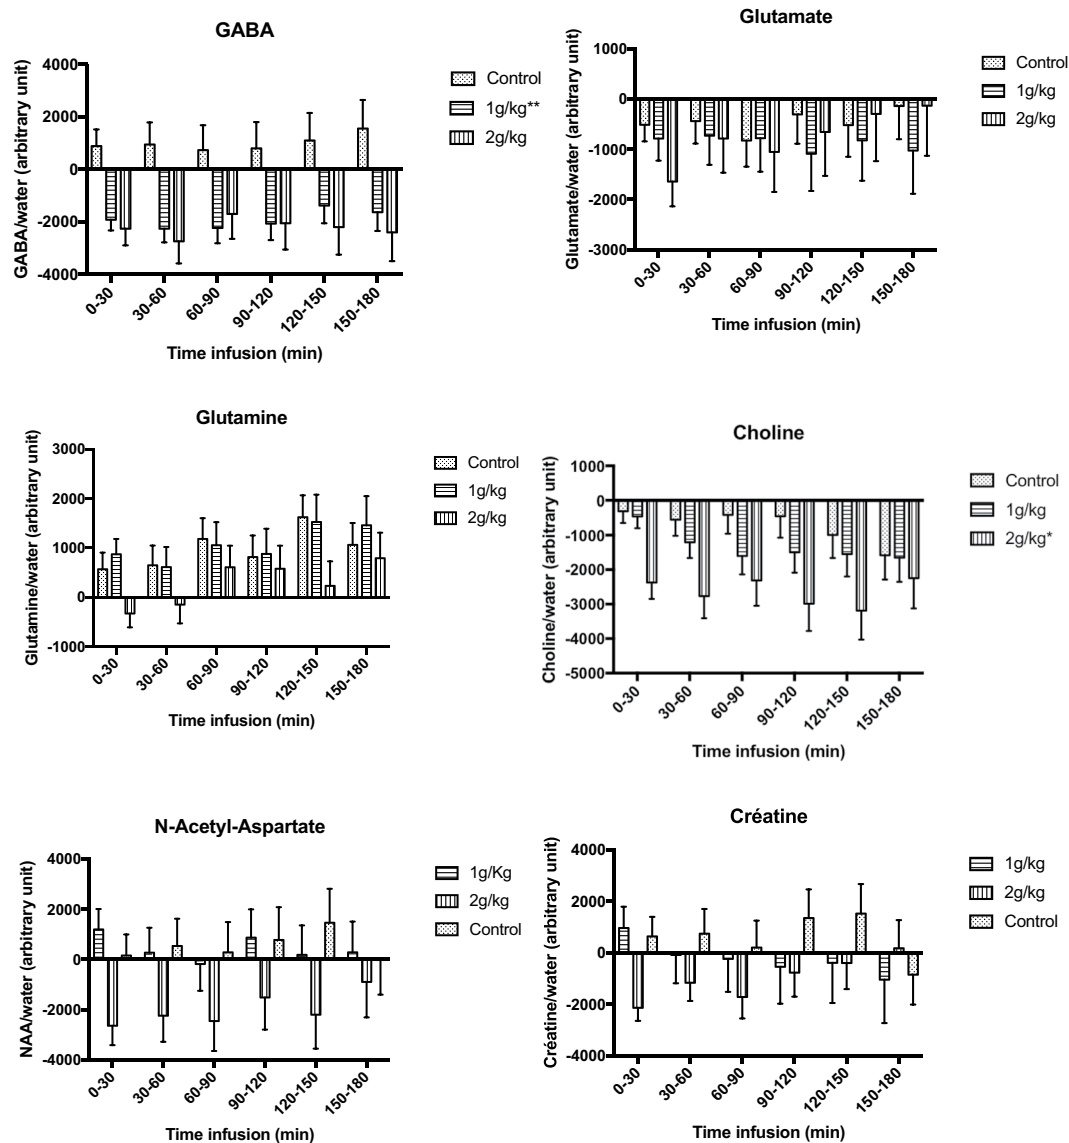 GABA
GABA/water (arbitrary unit)
4000
2000
0
-2000
-4000
0-30
30-60
60-90
90-120
120-150
150-180
Time infusion (min)
Control
1g/kg**
2g/kg
Glutamate
Glutamate/water (arbitrary unit)
1000
0
-1000
-2000
-3000
0-30
30-60
60-90
90-120
120-150
150-180
Time infusion (min)
Control
1g/kg
2g/kg
Glutamine
Glutamine/water (arbitrary unit)
3000
2000
1000
0
-1000
0-30
30-60
60-90
90-120
120-150
150-180
Time infusion (min)
Control
1g/kg
2g/kg
Choline
Choline/water (arbitrary unit)
1000
0
-1000
-2000
-3000
-4000
-5000
0-30
30-60
60-90
90-120
120-150
150-180
Time infusion (min)
Control
1g/kg
2g/kg*
N-Acetyl-Aspartate
NAA/water (arbitrary unit)
4000
2000
0
-2000
-4000
0-30
30-60
60-90
90-120
120-150
150-180
Time infusion (min)
1g/Kg
2g/kg
Control
Créatine
Créatine/water (arbitrary unit)
4000
2000
0
-2000
-4000
0-30
30-60
60-90
90-120
120-150
150-180
Time infusion (min)
1g/kg
2g/kg
Control